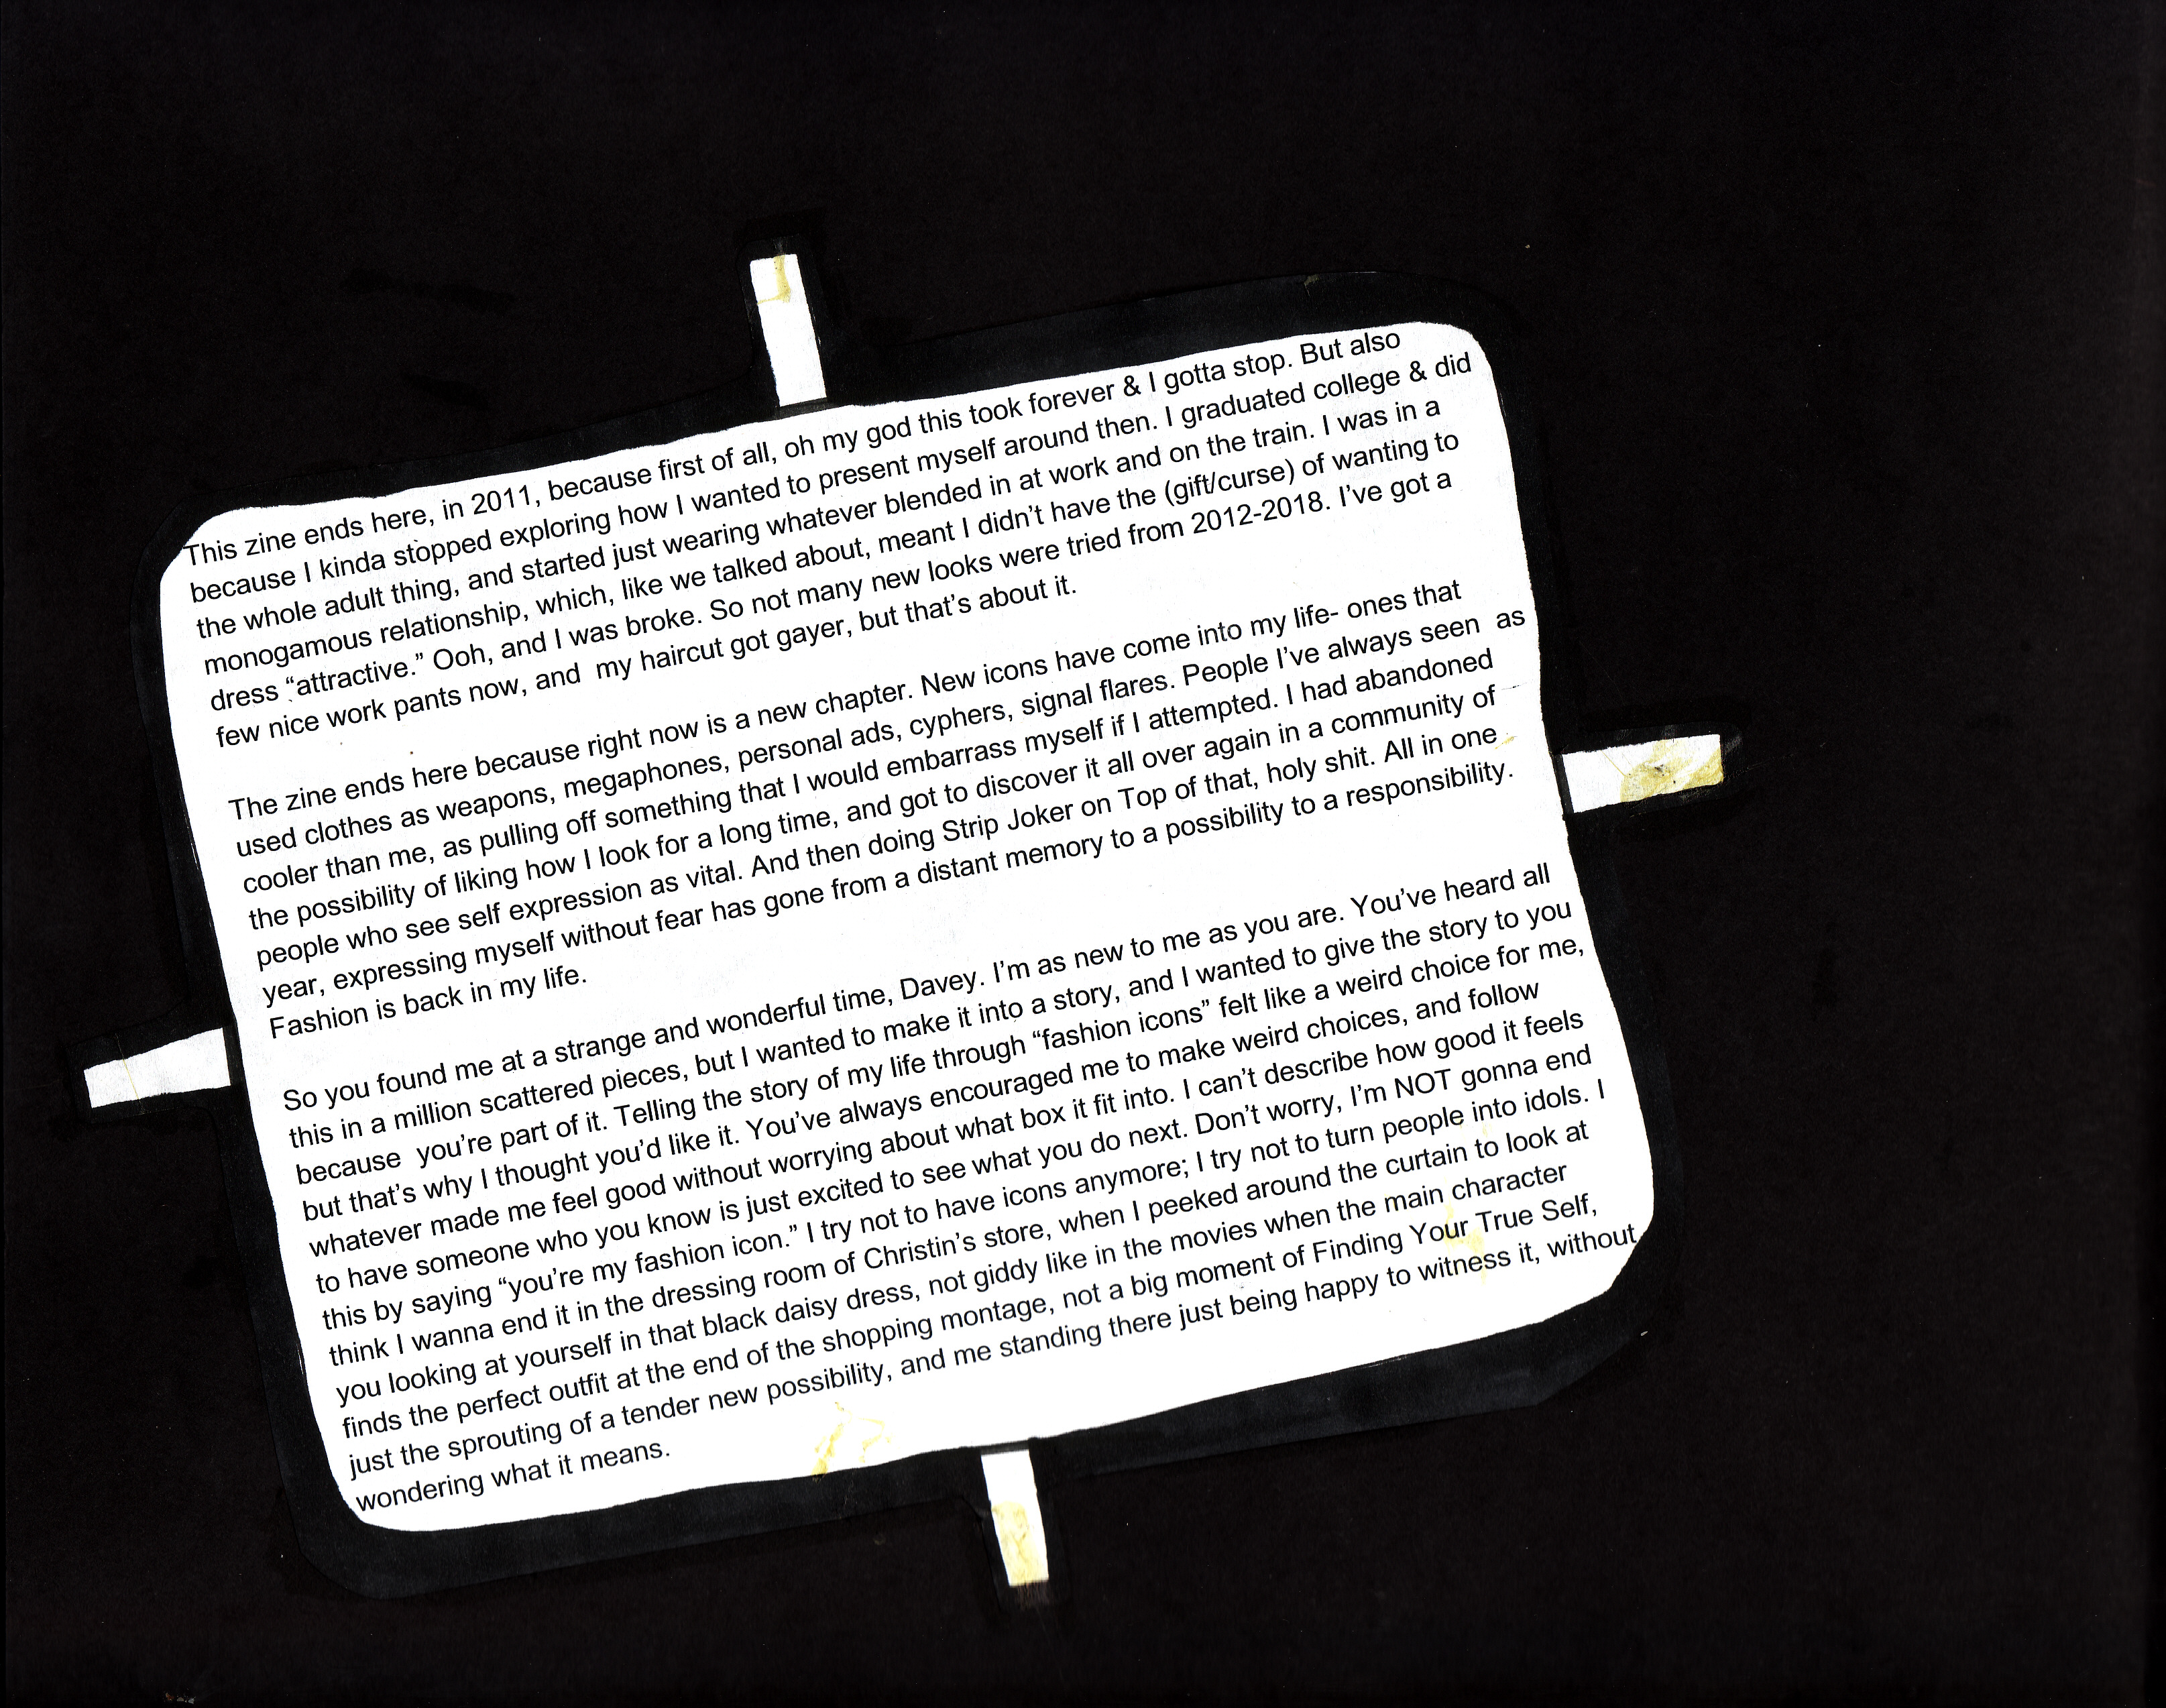 This zine ends here, in 2011, because first of all, oh my god this took forever & I gotta stop. But also
because I kinda stopped exploring how I wanted to present myself around then. I graduated college & did
the whole adult thing, and started just wearing whatever blended in at work and on the train. I was in a
monogamous relationship, which, like we talked about, meant I didn't have the (gift/curse) of wanting to
dress “attractive.” Ooh, and I was broke. So not many new looks were tried from 2012-2018. I've got a
few nice work pants now, and  my haircut got gayer, but that's about it.
The zine ends here because right now is a new chapter. New icons have come into my life- ones that
used clothes as weapons, megaphones, personal ads, cyphers, signal flares. People I've always seen  as
cooler than me, as pulling off something that I would embarrass myself if I attempted. I had abandoned
the possibility of liking how I look for a long time, and got to discover it all over again in a community of
people who see self expression as vital. And then doing Strip Joker on Top of that, holy shit. All in one
year, expressing myself without fear has gone from a distant memory to a possibility to a responsibility.
Fashion is back in my life.
So you found me at a strange and wonderful time, Davey. I'm as new to me as you are. You've heard all
this in a million scattered pieces, but I wanted to make it into a story, and I wanted to give the story to you
because  you're part of it. Telling the story of my life through “fashion icons” felt like a weird choice for me,
but that's why I thought you'd like it. You've always encouraged me to make weird choices, and follow
whatever made me feel good without worrying about what box it fit into. I can't describe how good it feels
to have someone who you know is just excited to see what you do next. Don't worry, I'm NOT gonna end
this by saying “you're my fashion icon.” I try not to have icons anymore; I try not to turn people into idols. I
think I wanna end it in the dressing room of Christin's store, when I peeked around the curtain to look at
you looking at yourself in that black daisy dress, not giddy like in the movies when the main character
finds the perfect outfit at the end of the shopping montage, not a big moment of Finding Your True Self,
just the sprouting of a tender new possibility, and me standing there just being happy to witness it, without
wondering what it means.